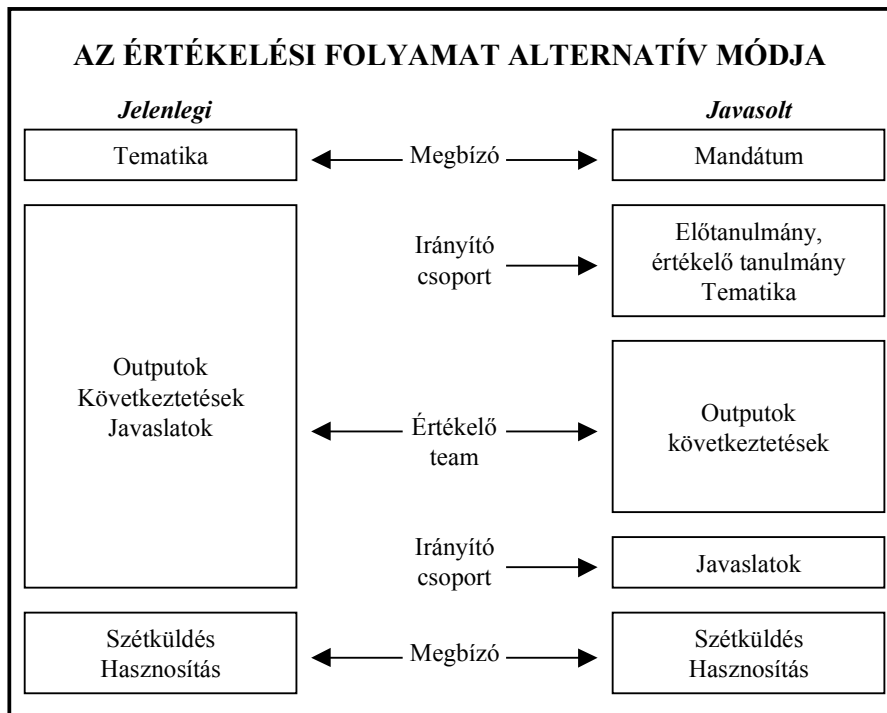 AZ ÉRTÉKELÉSI FOLYAMAT ALTERNATÍV MÓDJA
Jelenlegi
Javasolt
Tematika
Megbízó
Mandátum
Irányító
csoport
Előtanulmány,
értékelő tanulmány
Tematika
Outputok
Következtetések
Javaslatok
Értékelő
team
Outputok
következtetések
Irányító
csoport
Javaslatok
Szétküldés
Hasznosítás
Megbízó
Szétküldés
Hasznosítás